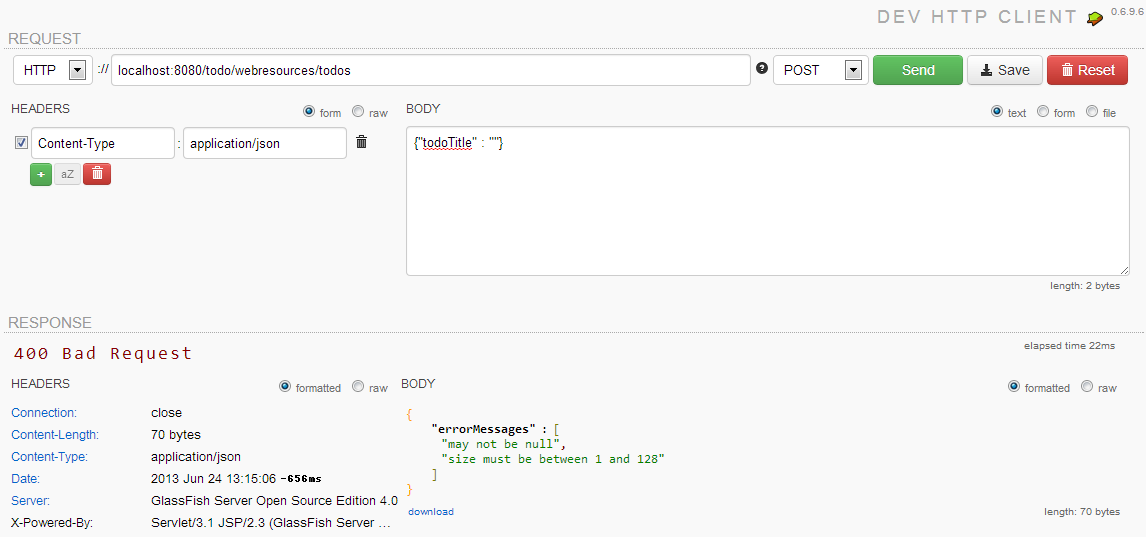 DEV HTTP CLIENT 0.6.9.6
REQUEST
HTTP :// localhost:8080/todo/webresources/todos ? POST Send Save Reset
HEADERS form raw BODY text form file
Content-Type : application/json {"todoTitle" : ""}
+ aZ
length: 2 bytes
RESPONSE
400 Bad Request elapsed time 22ms
HEADERS formatted raw BODY formatted raw
Connection: close {
Content-Length: 70 bytes "errorMessages" : [
"may not be null",
Content-Type: application/json "size must be between 1 and 128"
Date: 2013 Jun 24 13:15:06 -656ms ]
}
Server: GlassFish Server Open Source Edition 4.0
download length: 70 bytes
X-Powered-By: Servlet/3.1 JSP/2.3 (GlassFish Server ...